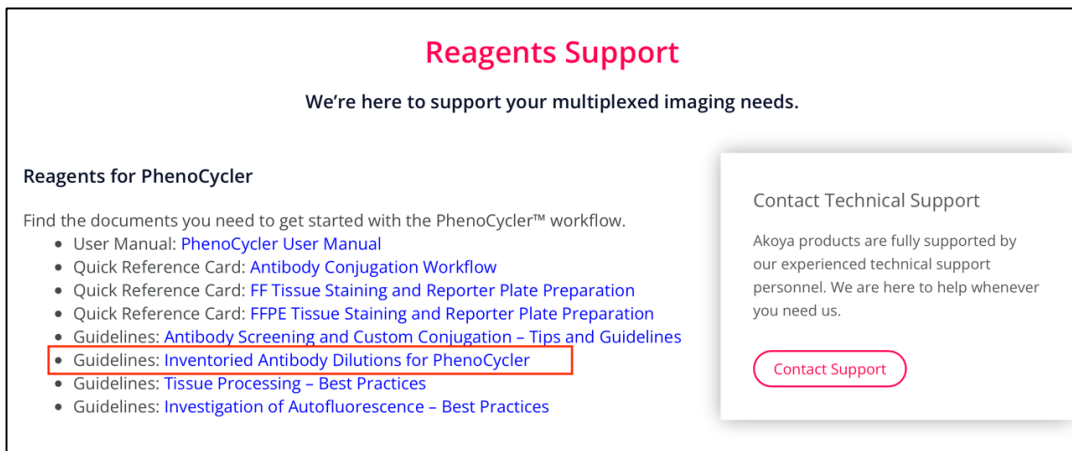 Reagents Support
We’re here to support your multiplexed imaging needs.
Reagents for PhenoCycler
Find the documents you need to get started with the PhenoCycler™ workflow.
• User Manual: PhenoCycler User Manual
• Quick Reference Card: Antibody Conjugation Workflow
• Quick Reference Card: FF Tissue Staining and Reporter Plate Preparation
• Quick Reference Card: FFPE Tissue Staining and Reporter Plate Preparation
• Guidelines: Antibody Screening and Custom Conjugation – Tips and Guidelines
• Guidelines: Inventoried Antibody Dilutions for PhenoCycler
• Guidelines: Tissue Processing – Best Practices
• Guidelines: Investigation of Autofluorescence – Best Practices
Contact Technical Support
Akoya products are fully supported by
our experienced technical support
personnel. We are here to help whenever
you need us.
Contact Support